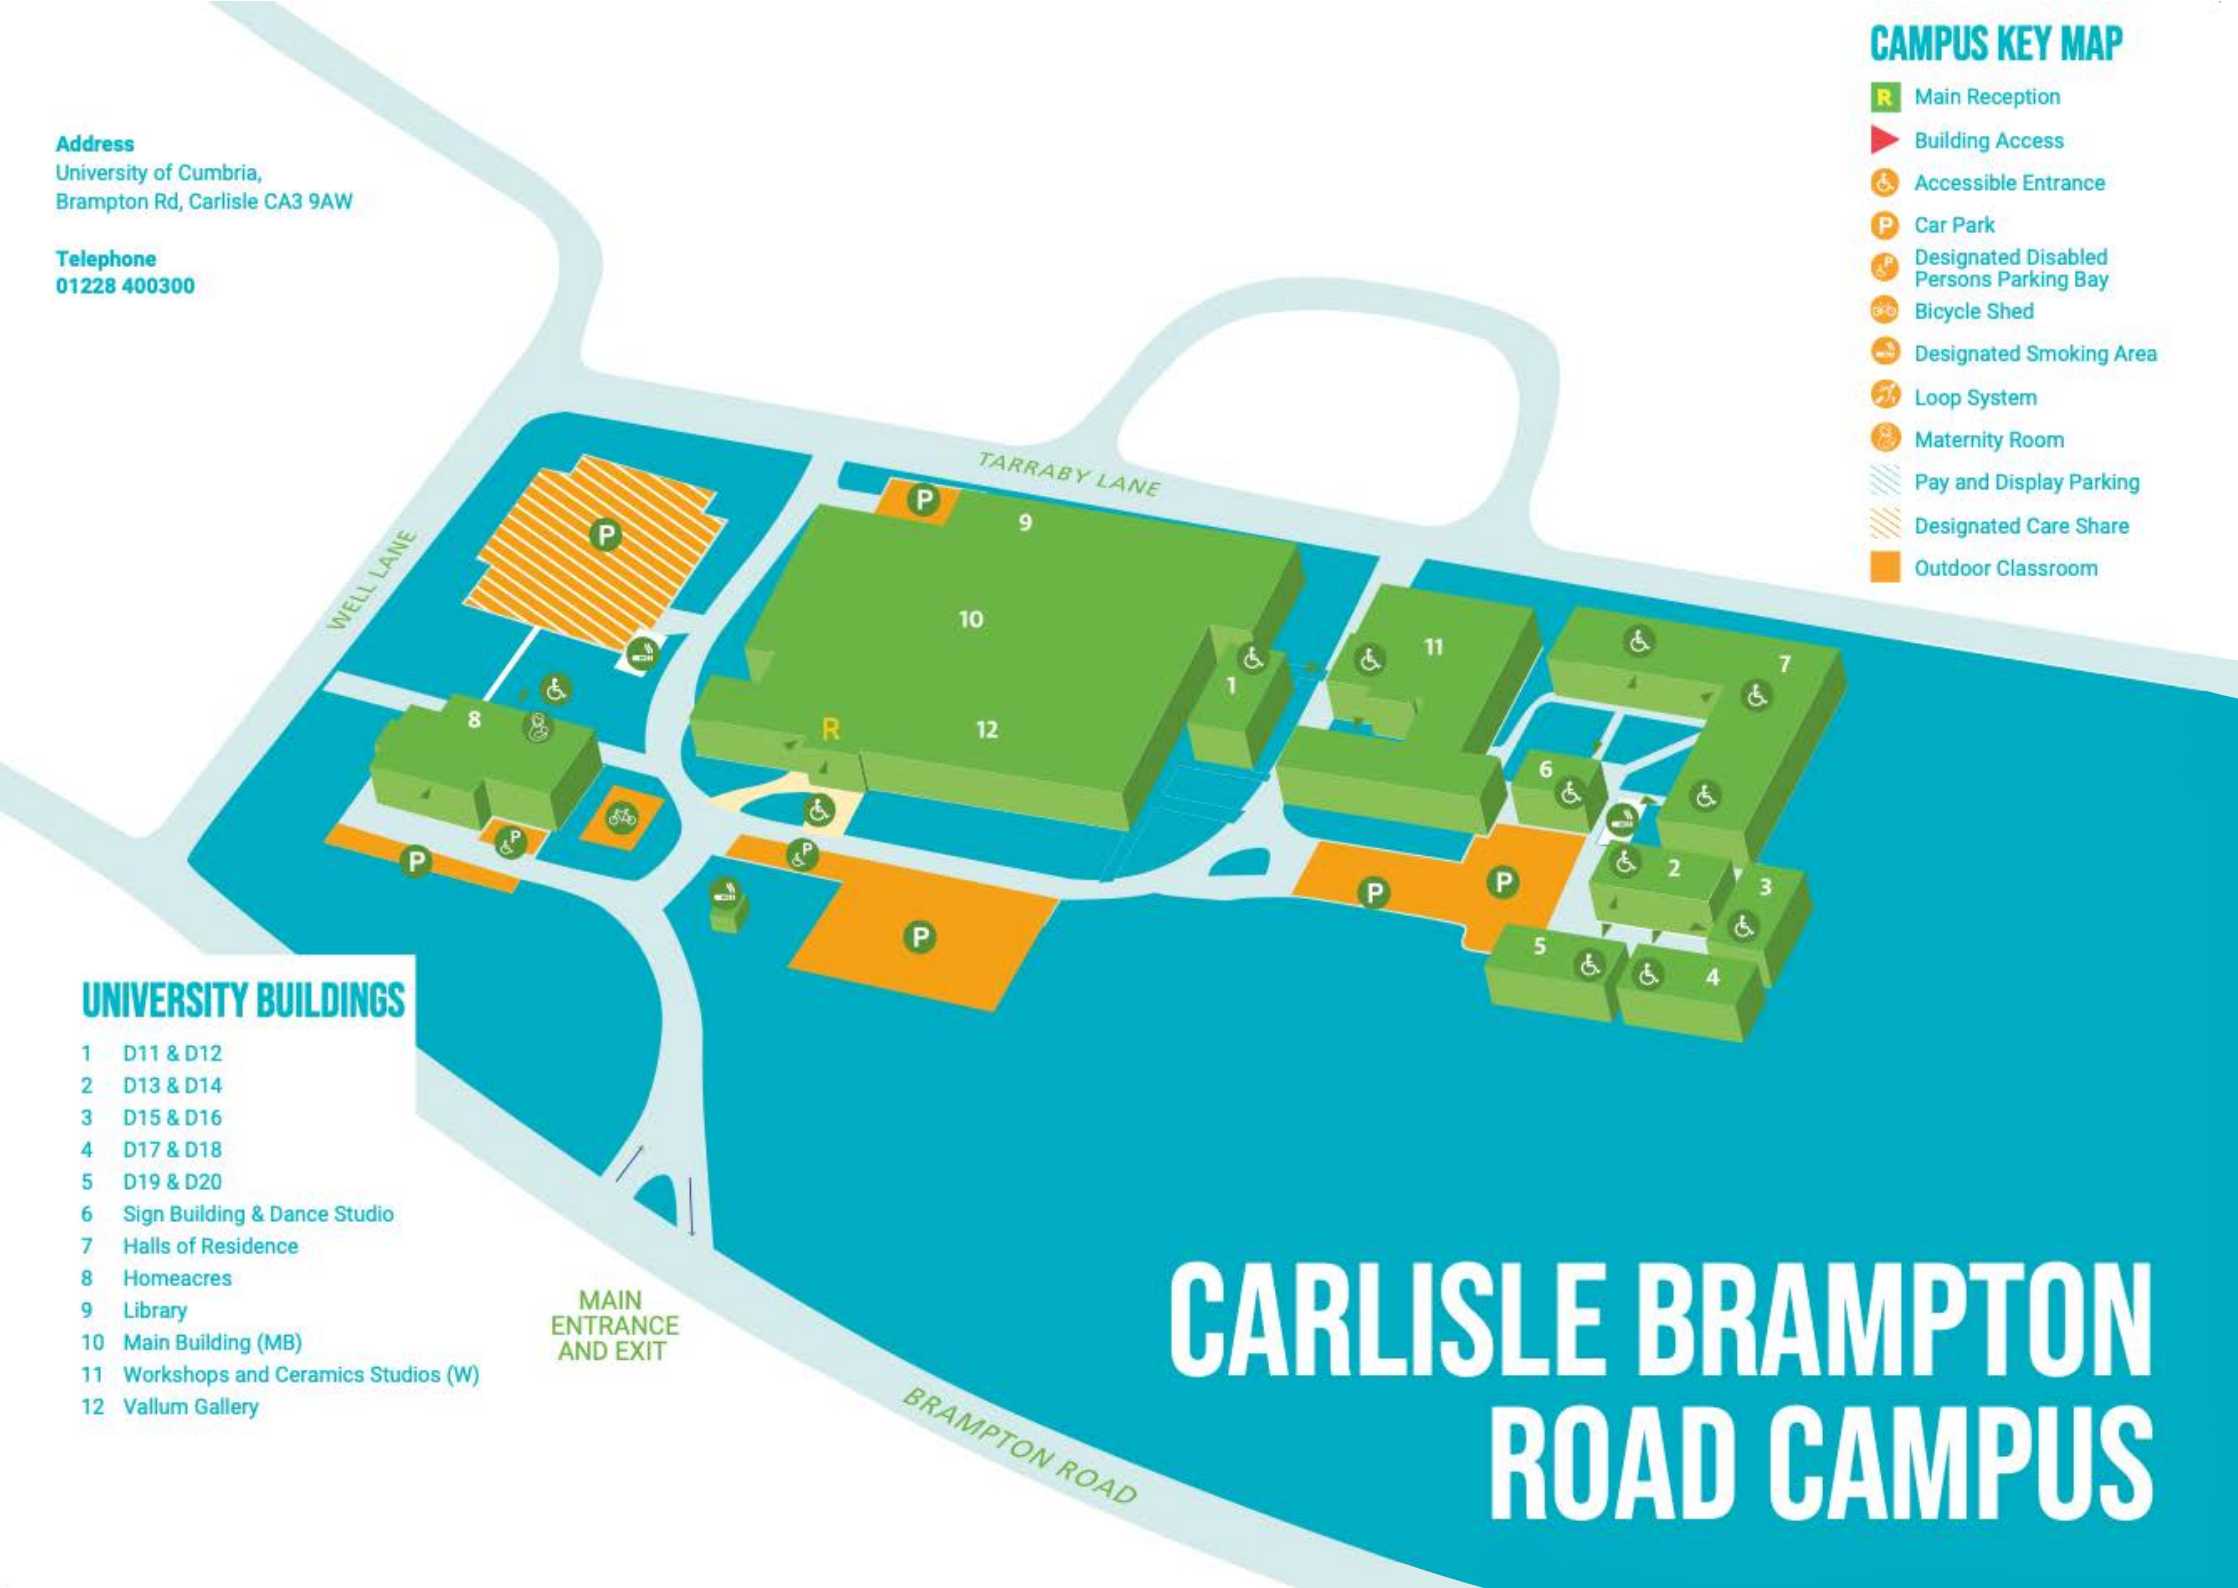 CAMPUS KEY MAP
R Main Reception
Building Access
Accessible Entrance
P Car Park
Designated Disabled
Persons Parking Bay
Bicycle Shed
Designated Smoking Area
Loop System
Maternity Room
Pay and Display Parking
Designated Care Share
Outdoor Classroom
Address
University of Cumbria,
Brampton Rd, Carlisle CA3 9AW
Telephone
01228 400300
TARRABY LANE
WELL LANE
P
P
9
10
11
7
1
8
R
12
6
P
P
2
P
P
3
P
P
5
4
UNIVERSITY BUILDINGS
1 D11 & D12
2 D13 & D14
3 D15 & D16
4 D17 & D18
5 D19 & D20
6 Sign Building & Dance Studio
7 Halls of Residence
8 Homeacres
9 Library
10 Main Building (MB)
11 Workshops and Ceramics Studios (W)
12 Vallum Gallery
MAIN
ENTRANCE
AND EXIT
BRAMPTON ROAD
CARLISLE BRAMPTON
ROAD CAMPUS